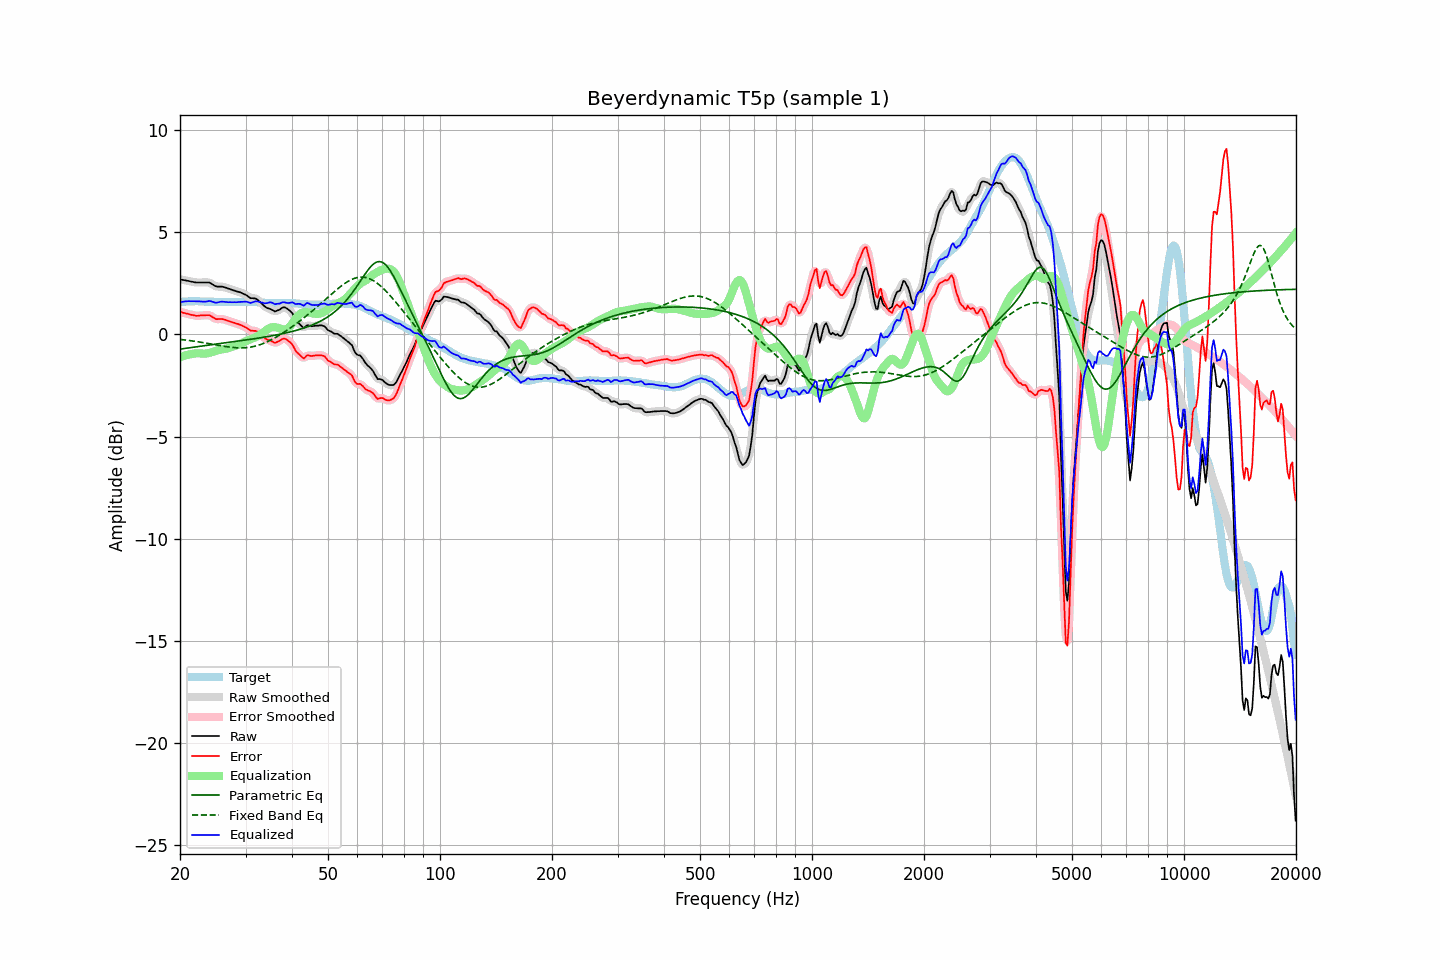 Beyerdynamic T5p (sample 1)
10
5
0
−5
−10
−15
−20
−25
Amplitude (dBr)
Target
Raw Smoothed
Error Smoothed
Raw
Error
Equalization
Parametric Eq
Fixed Band Eq
Equalized
20 50 100 200 500 1000 2000 5000 10000 20000
Frequency (Hz)